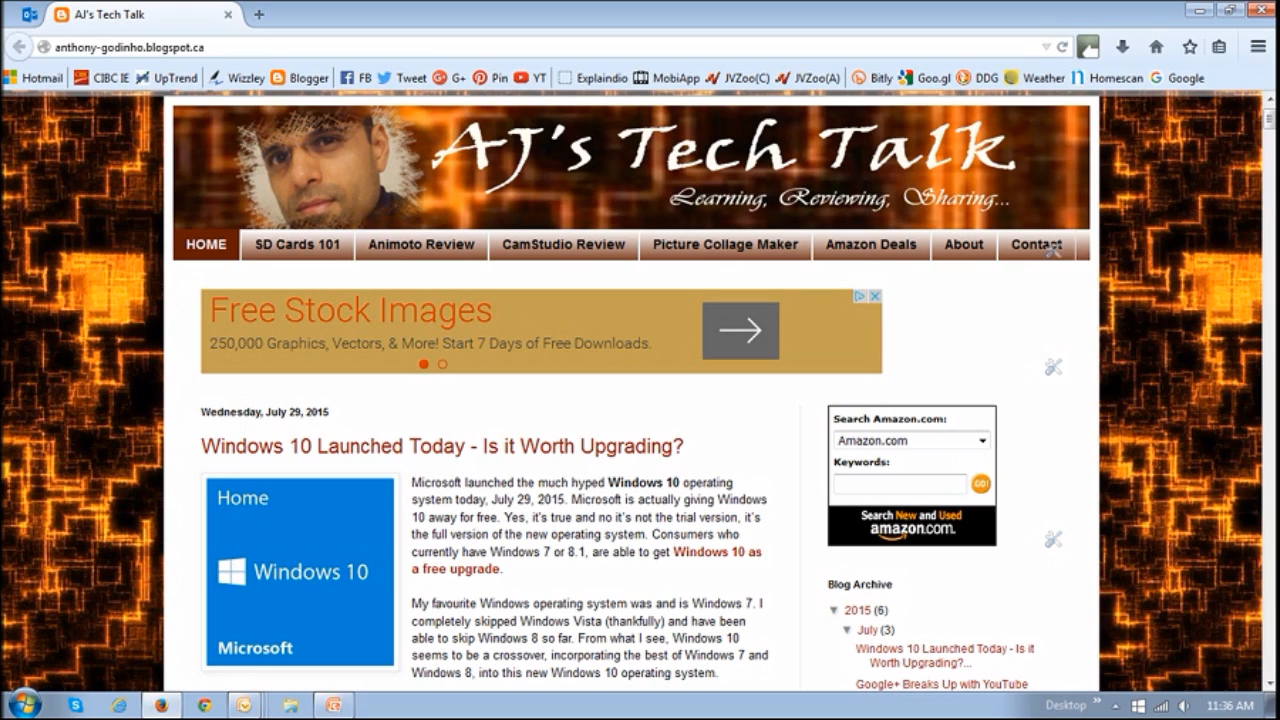 AJ's Tech Talk
anthony-godinho.blogspot.ca
Hotmail CIBC IE UpTrend Wizzley Blogger FB Tweet G+ Pin YT Explaindio MobiApp JVZoo(C) JVZoo(A) Bitly Goo.gl DDG Weather Homescan Google
AJ's Tech Talk
Learning, Reviewing, Sharing...
HOME SD Cards 101 Animoto Review CamStudio Review Picture Collage Maker Amazon Deals About Contact
Free Stock Images
250,000 Graphics, Vectors, & More! Start 7 Days of Free Downloads.
Wednesday, July 29, 2015
Windows 10 Launched Today - Is it Worth Upgrading?
Home
Windows 10
Microsoft
Microsoft launched the much hyped Windows 10 operating
system today, July 29, 2015. Microsoft is actually giving Windows
10 away for free. Yes, it's true and no it's not the trial version, it's
the full version of the new operating system. Consumers who
currently have Windows 7 or 8.1, are able to get Windows 10 as
a free upgrade.
My favourite Windows operating system was and is Windows 7. I
completely skipped Windows Vista (thankfully) and have been
able to skip Windows 8 so far. From what I see, Windows 10
seems to be a crossover, incorporating the best of Windows 7 and
Windows 8, into this new Windows 10 operating system.
Search Amazon.com:
Amazon.com
Keywords:
GO!
Search New and Used
amazon.com.
Blog Archive
2015 (6)
July (3)
Windows 10 Launched Today - Is it
Worth Upgrading?...
Google+ Breaks Up with YouTube
Desktop
11:36 AM